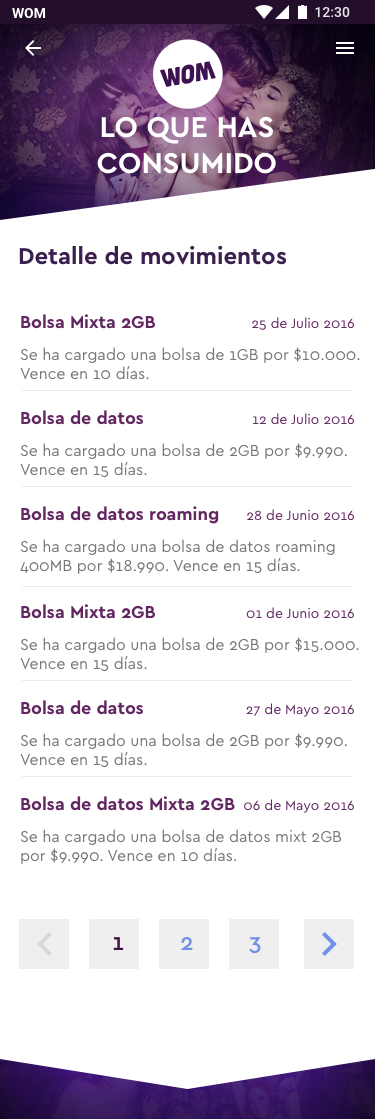 WOM
12:30
WOM
LO QUE HAS
CONSUMIDO
Detalle de movimientos
Bolsa Mixta 2GB
25 de Julio 2016
Se ha cargado una bolsa de 1GB por $10.000.
Vence en 10 días.
Bolsa de datos
12 de Julio 2016
Se ha cargado una bolsa de 2GB por $9.990.
Vence en 15 días.
Bolsa de datos roaming
28 de Junio 2016
Se ha cargado una bolsa de datos roaming
400MB por $18.990. Vence en 15 días.
Bolsa Mixta 2GB
01 de Junio 2016
Se ha cargado una bolsa de 2GB por $15.000.
Vence en 15 días.
Bolsa de datos
27 de Mayo 2016
Se ha cargado una bolsa de 2GB por $9.990.
Vence en 15 días.
Bolsa de datos Mixta 2GB
06 de Mayo 2016
Se ha cargado una bolsa de datos mixt 2GB
por $9.990. Vence en 10 días.
1 2 3